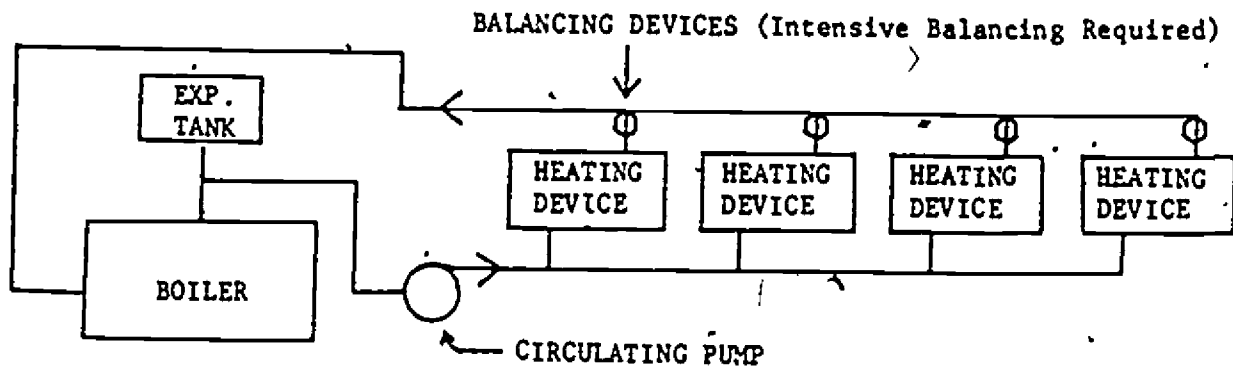 BALANCING DEVICES (Intensive Balancing Required)
EXP.
TANK
HEATING
DEVICE
HEATING
DEVICE
HEATING
DEVICE
HEATING
DEVICE
BOILER
CIRCULATING PUMP